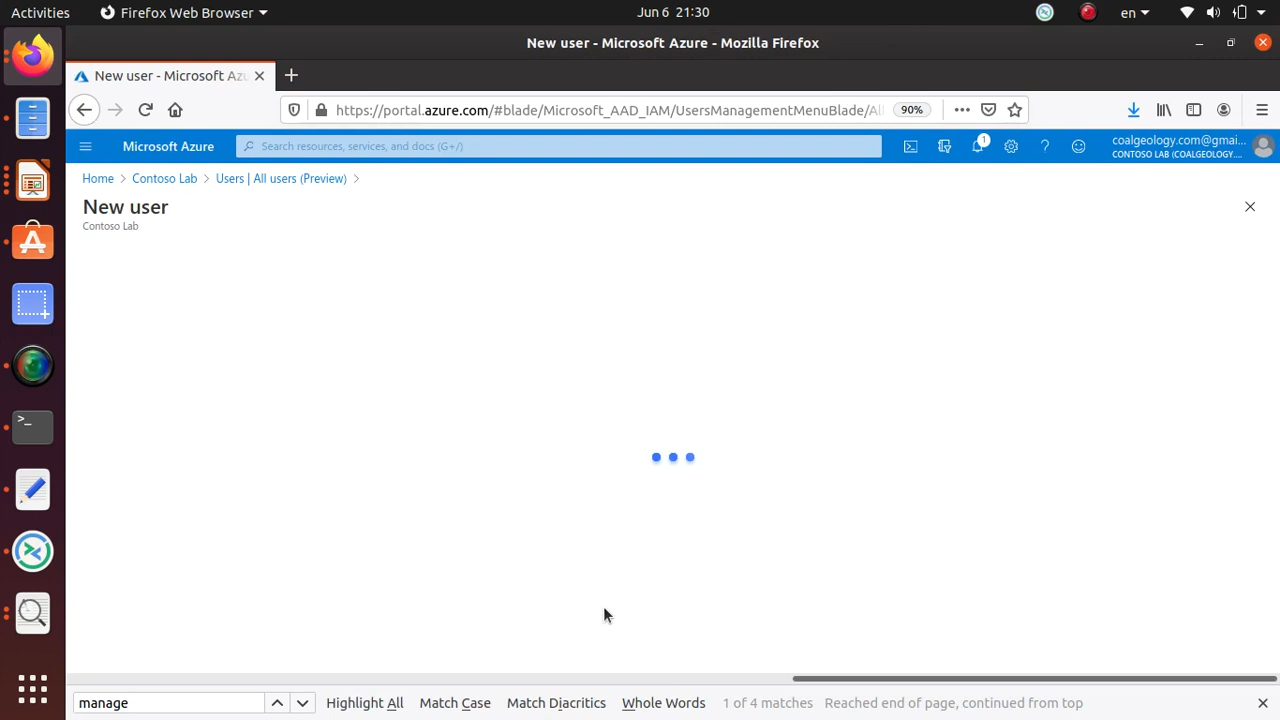 Activities
Firefox Web Browser
Jun 6 21:30
en
New user - Microsoft Azure - Mozilla Firefox
New user - Microsoft Azu
https://portal.azure.com/#blade/Microsoft_AAD_IAM/UsersManagementMenuBlade/Al
90%
Microsoft Azure
Search resources, services, and docs (G+/)
1
coalgeology.com@gmai...
CONTOSO LAB (COALGEOLOGY....
Home
Contoso Lab
Users | All users (Preview)
New user
Contoso Lab
manage
Highlight All
Match Case
Match Diacritics
Whole Words
1 of 4 matches
Reached end of page, continued from top